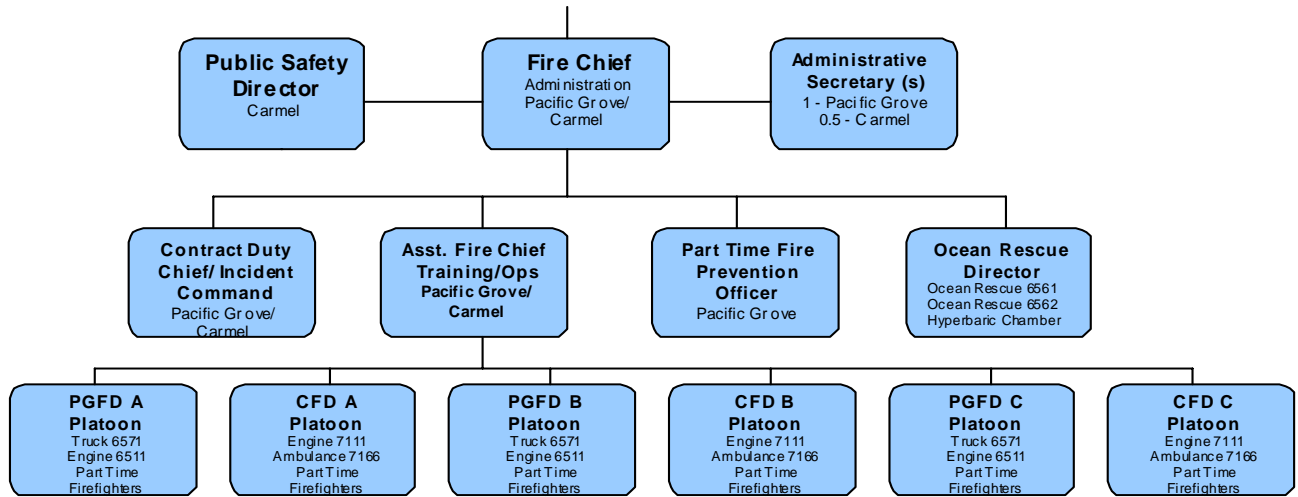 Public Safety
Director
Carmel
Fire Chief
Administration
Pacific Grove/
Carmel
Administrative
Secretary (s)
1 - Pacific Grove
0.5 - Carmel
Contract Duty
Chief/ Incident
Command
Pacific Grove/
Carmel
Asst. Fire Chief
Training/Ops
Pacific Grove/
Carmel
Part Time Fire
Prevention
Officer
Pacific Grove
Ocean Rescue
Director
Ocean Rescue 6561
Ocean Rescue 6562
Hyperbaric Chamber
PGFD A
Platoon
Truck 6571
Engine 6511
Part Time
Firefighters
CFD A
Platoon
Engine 7111
Ambulance 7166
Part Time
Firefighters
PGFD B
Platoon
Truck 6571
Engine 6511
Part Time
Firefighters
CFD B
Platoon
Engine 7111
Ambulance 7166
Part Time
Firefighters
PGFD C
Platoon
Truck 6571
Engine 6511
Part Time
Firefighters
CFD C
Platoon
Engine 7111
Ambulance 7166
Part Time
Firefighters